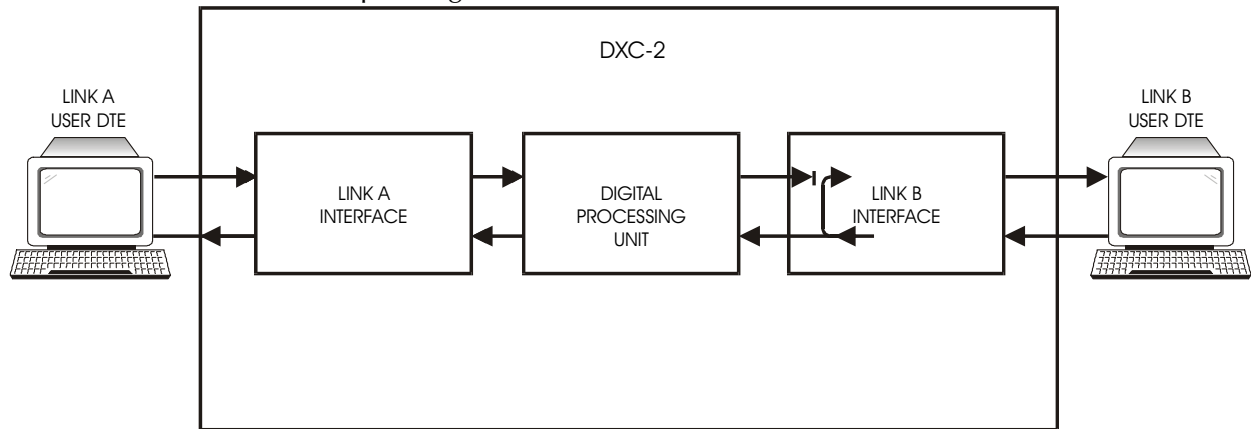 DXC-2
LINK A
USER DTE
LINK B
USER DTE
LINK A
INTERFACE
DIGITAL
PROCESSING
UNIT
LINK B
INTERFACE